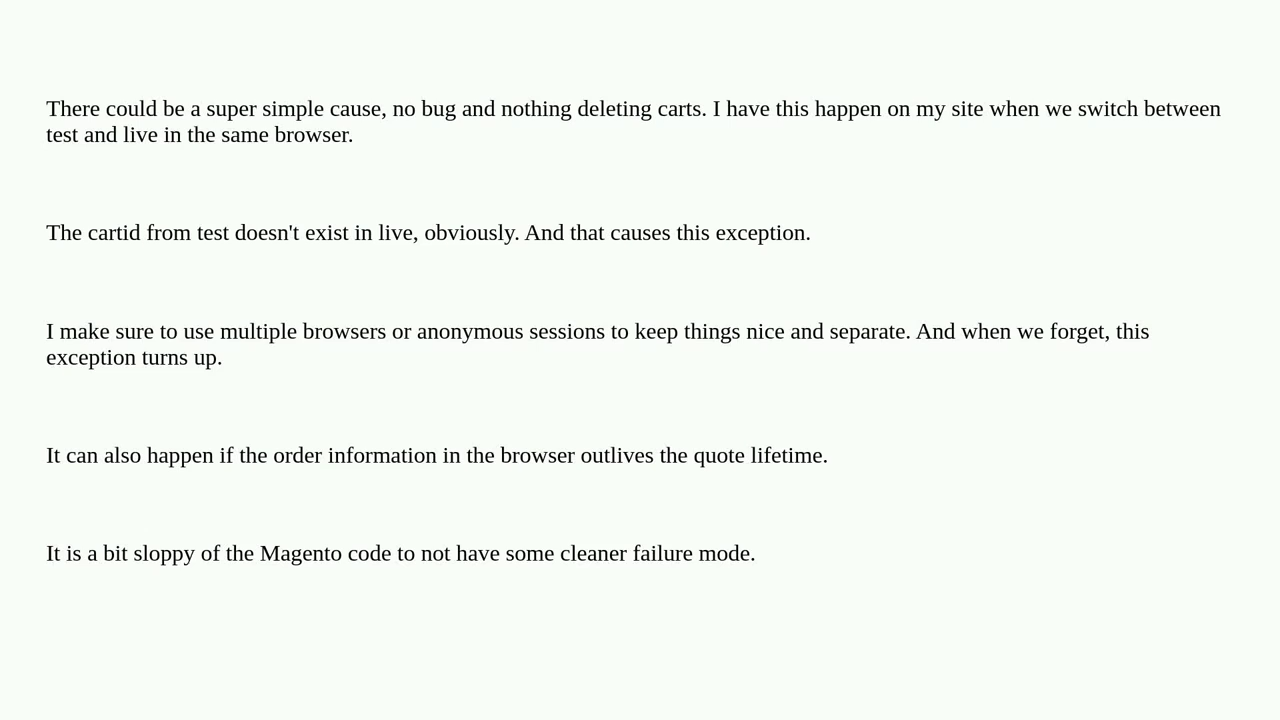 There could be a super simple cause, no bug and nothing deleting carts. I have this happen on my site when we switch between
test and live in the same browser.
The cartid from test doesn't exist in live, obviously. And that causes this exception.
I make sure to use multiple browsers or anonymous sessions to keep things nice and separate. And when we forget, this
exception turns up.
It can also happen if the order information in the browser outlives the quote lifetime.
It is a bit sloppy of the Magento code to not have some cleaner failure mode.